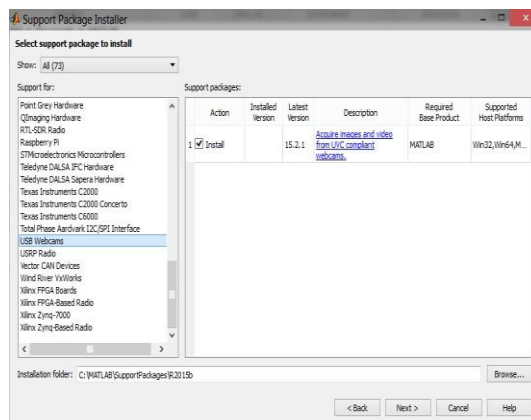 Support Package Installer
Select support package to install
Show: All (73)
Support for:
Support packages:
Point Grey Hardware
QImaging Hardware
RTL-SDR Radio
Raspberry Pi
STMicroelectronics Microcontrollers
Teledyne DALSA IFC Hardware
Teledyne DALSA Sapera Hardware
Texas Instruments C2000
Texas Instruments C2000 Concerto
Texas Instruments C6000
Total Phase Aardvark I2C/SPI Interface
USB Webcams
USRP Radio
Vector CAN Devices
Wind River VxWorks
Xilinx FPGA Boards
Xilinx FPGA-Based Radio
Xilinx Zynq-7000
Xilinx Zynq-Based Radio
Action
Installed Version
Latest Version
Description
Required Base Product
Supported Host Platforms
1 Install
15.2.1
Acquire images and video
from UVC compliant
webcams.
MATLAB
Win32,Win64,M...
Installation folder: C:\MATLAB\SupportPackages\R2015b
Browse...
< Back
Next >
Cancel
Help